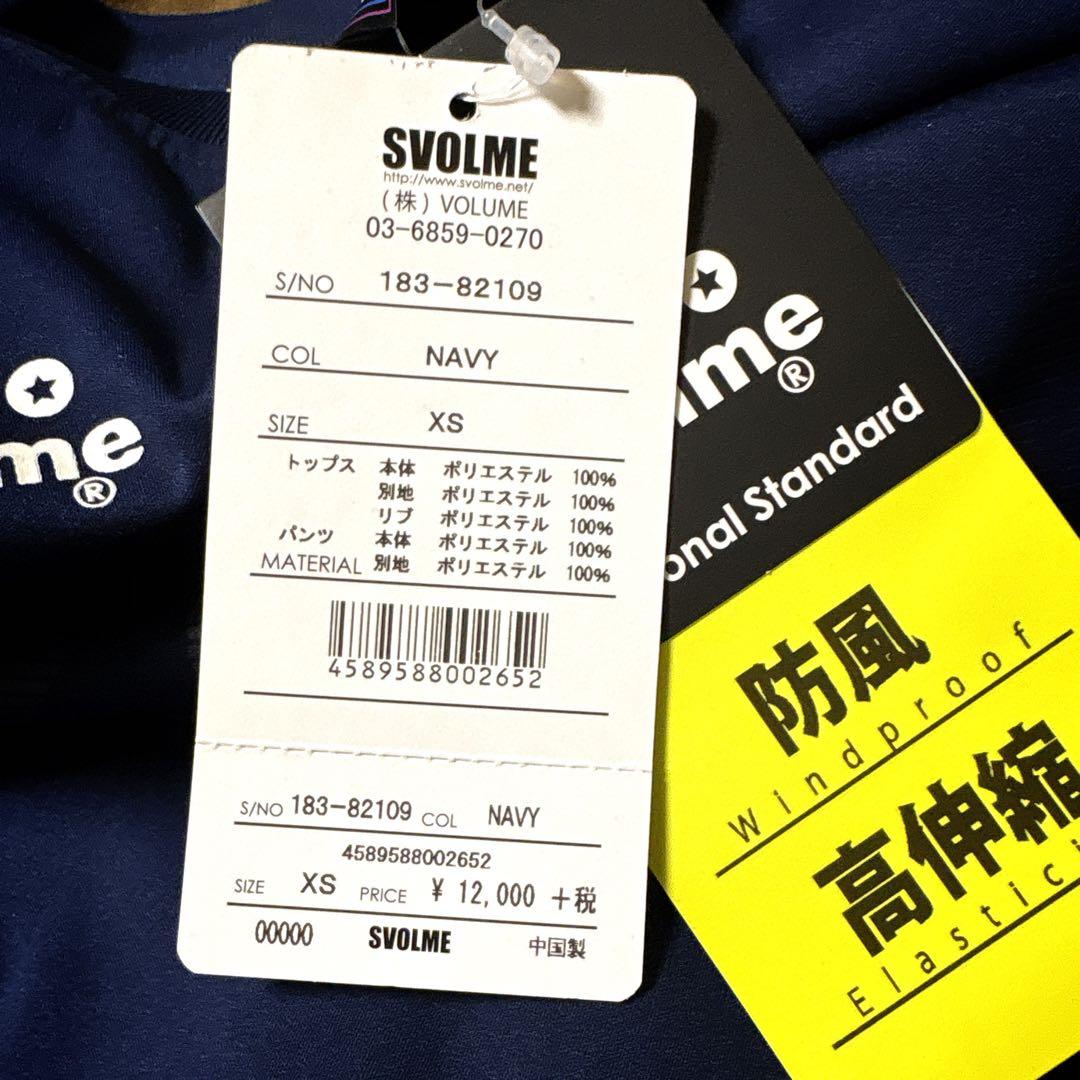 SVOLME
http://www.svolme.net/
(株) VOLUME
03-6859-0270
S/NO 183-82109
COL NAVY
SIZE XS
トップス 本体 ポリエステル 100%
別地 ポリエステル 100%
リブ ポリエステル 100%
パンツ 本体 ポリエステル 100%
MATERIAL 別地 ポリエステル 100%
4589588002652
S/NO 183-82109 COL NAVY
4589588002652
SIZE XS PRICE ¥ 12,000 +税
00000 SVOLME 中国製
me
®
me
®
onal Standard
防風
Windproof
高伸縮
Elastici